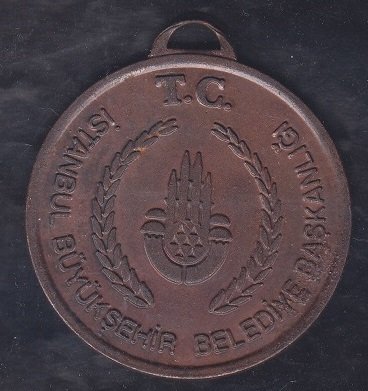 T.C.
İSTANBUL BÜYÜKŞEHİR BELEDİYE BAŞKANLIĞI